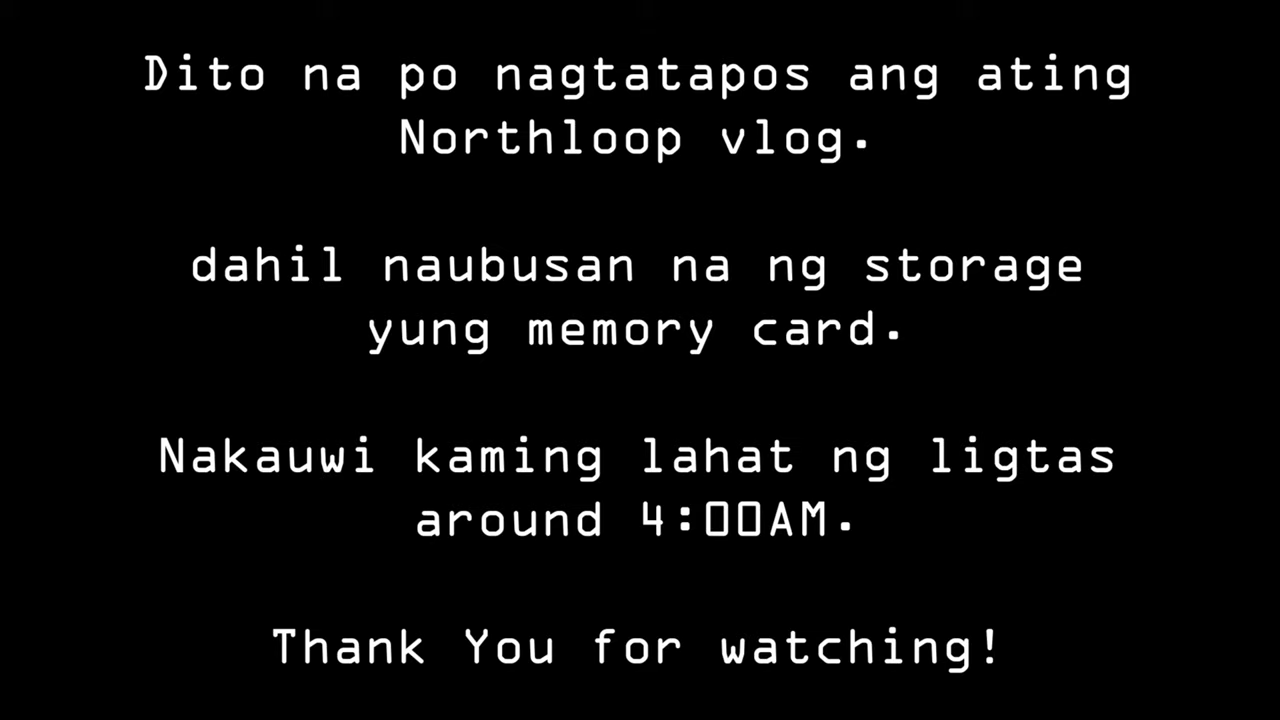 Dito na po nagtatapos ang ating
Northloop vlog.
dahil naubusan na ng storage
yung memory card.
Nakauwi kaming lahat ng ligtas
around 4:00AM.
Thank You for watching!